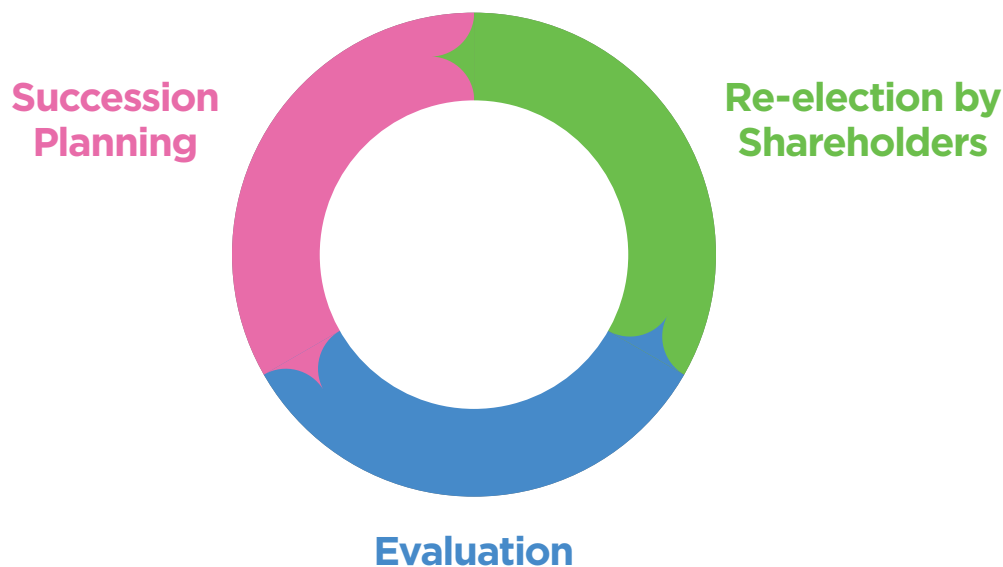 Succession
Planning
Re-election by
Shareholders
Evaluation